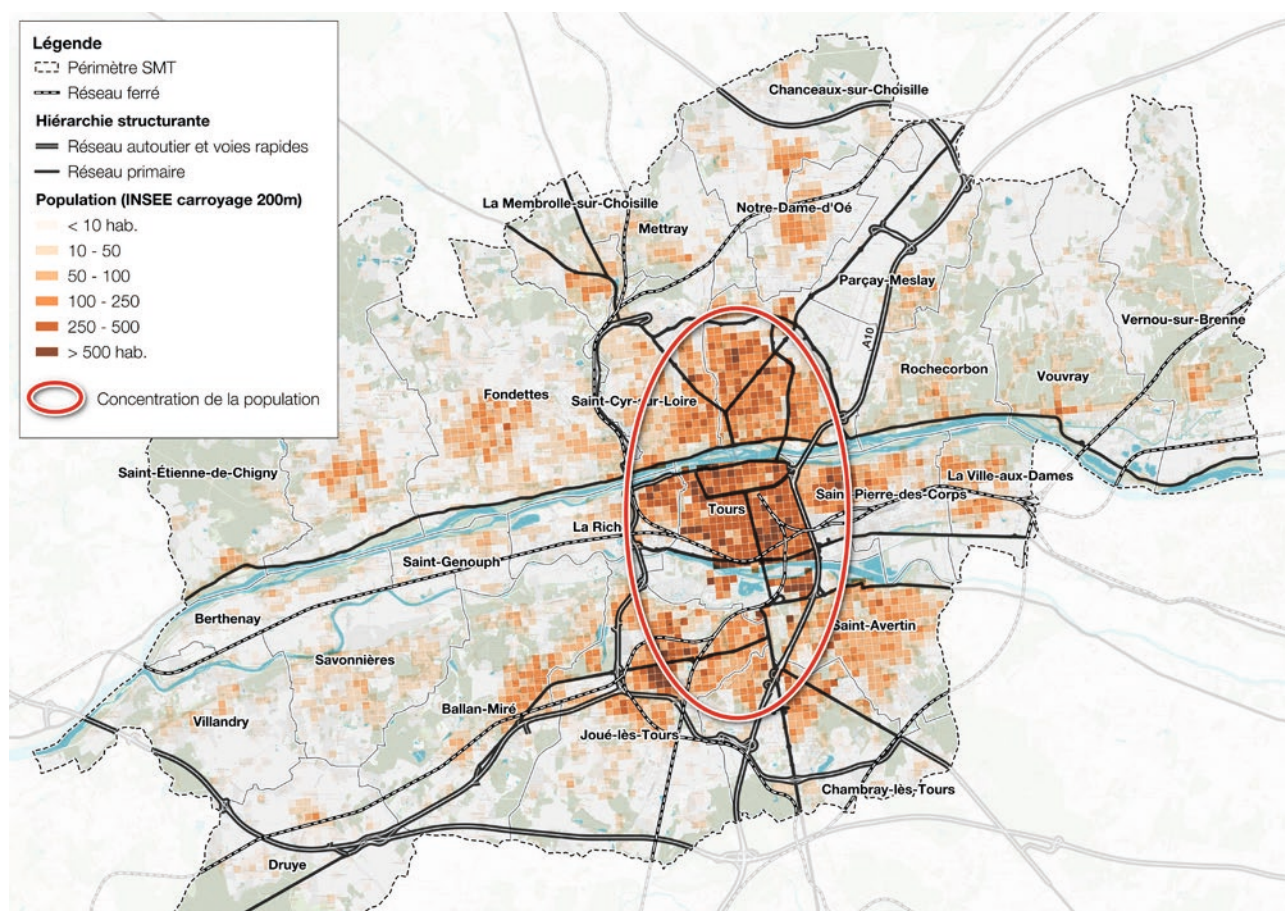 Légende
Périmètre SMT
Réseau ferré
Hiérarchie structurante
Réseau autoutier et voies rapides
Réseau primaire
Population (INSEE carroyage 200m)
< 10 hab.
10 - 50
50 - 100
100 - 250
250 - 500
> 500 hab.
Concentration de la population
Chanceaux-sur-Choisille
La Membrolle-sur-Choisille
Notre-Dame-d'Oé
Mettray
Parçay-Meslay
Vernou-sur-Brenne
A10
Rochecorbon
Vouvray
Fondettes
Saint-Cyr-sur-Loire
Saint-Étienne-de-Chigny
La Ville-aux-Dames
Saint-Pierre-des-Corps
Tours
La Rich
Saint-Genouph
Berthenay
Saint-Avertin
Savonnières
Ballan-Miré
Villandry
Joué-lès-Tours
Chambray-lès-Tours
Druye